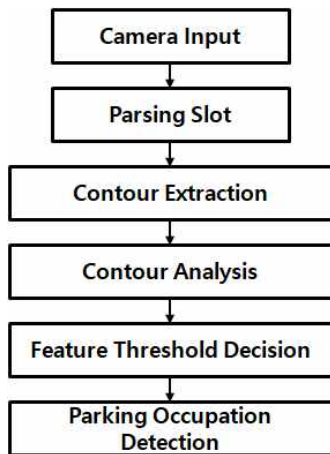 Camera Input
Parsing Slot
Contour Extraction
Contour Analysis
Feature Threshold Decision
Parking Occupation
Detection